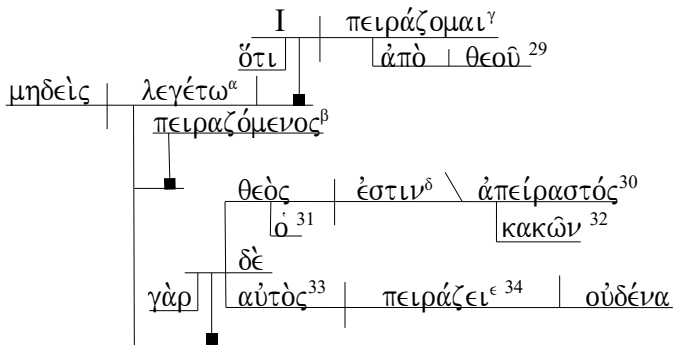 I πειράζομαι^γ
ὅτι ἀπὸ θεοῦ 29
μηδεὶς λεγέτω^α
πειραζόμενος^β
θεὸς ἐστιν^δ ἀπείραστός^30
ὁ 31 κακῶν 32
δὲ
γὰρ αὐτὸς^33 πειράζει^ε 34 οὐδένα